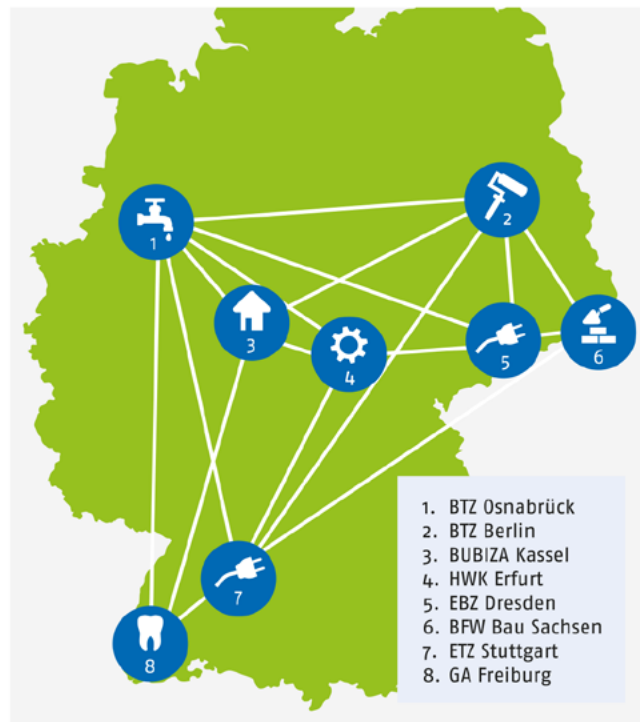 1
2
3
4
5
6
7
8
1. BTZ Osnabrück
2. BTZ Berlin
3. BUBIZA Kassel
4. HWK Erfurt
5. EBZ Dresden
6. BFW Bau Sachsen
7. ETZ Stuttgart
8. GA Freiburg